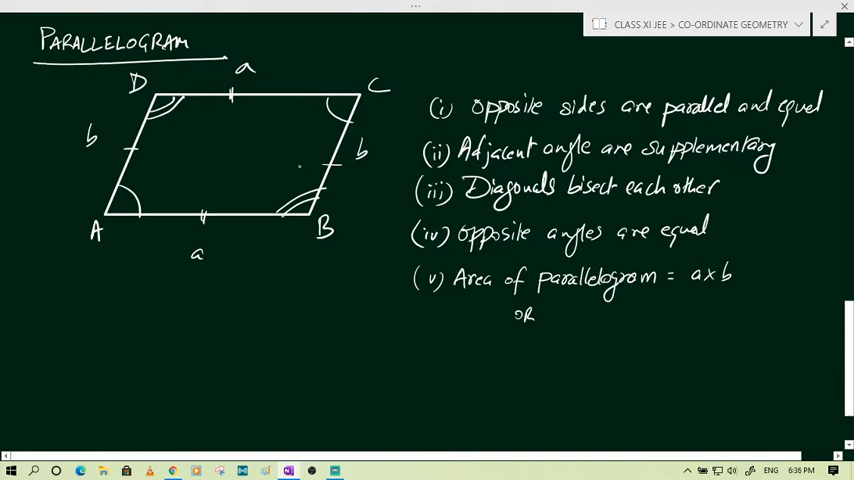 CLASS XI JEE > CO-ORDINATE GEOMETRY
PARALLELOGRAM
D
a
C
b
b
A
B
a
(i) Opposite sides are parallel and equal
(ii) Adjacent angle are supplementary
(iii) Diagonals bisect each other
(iv) Opposite angles are equal
(v) Area of parallelogram = a x b
OR
ENG
6:36 PM